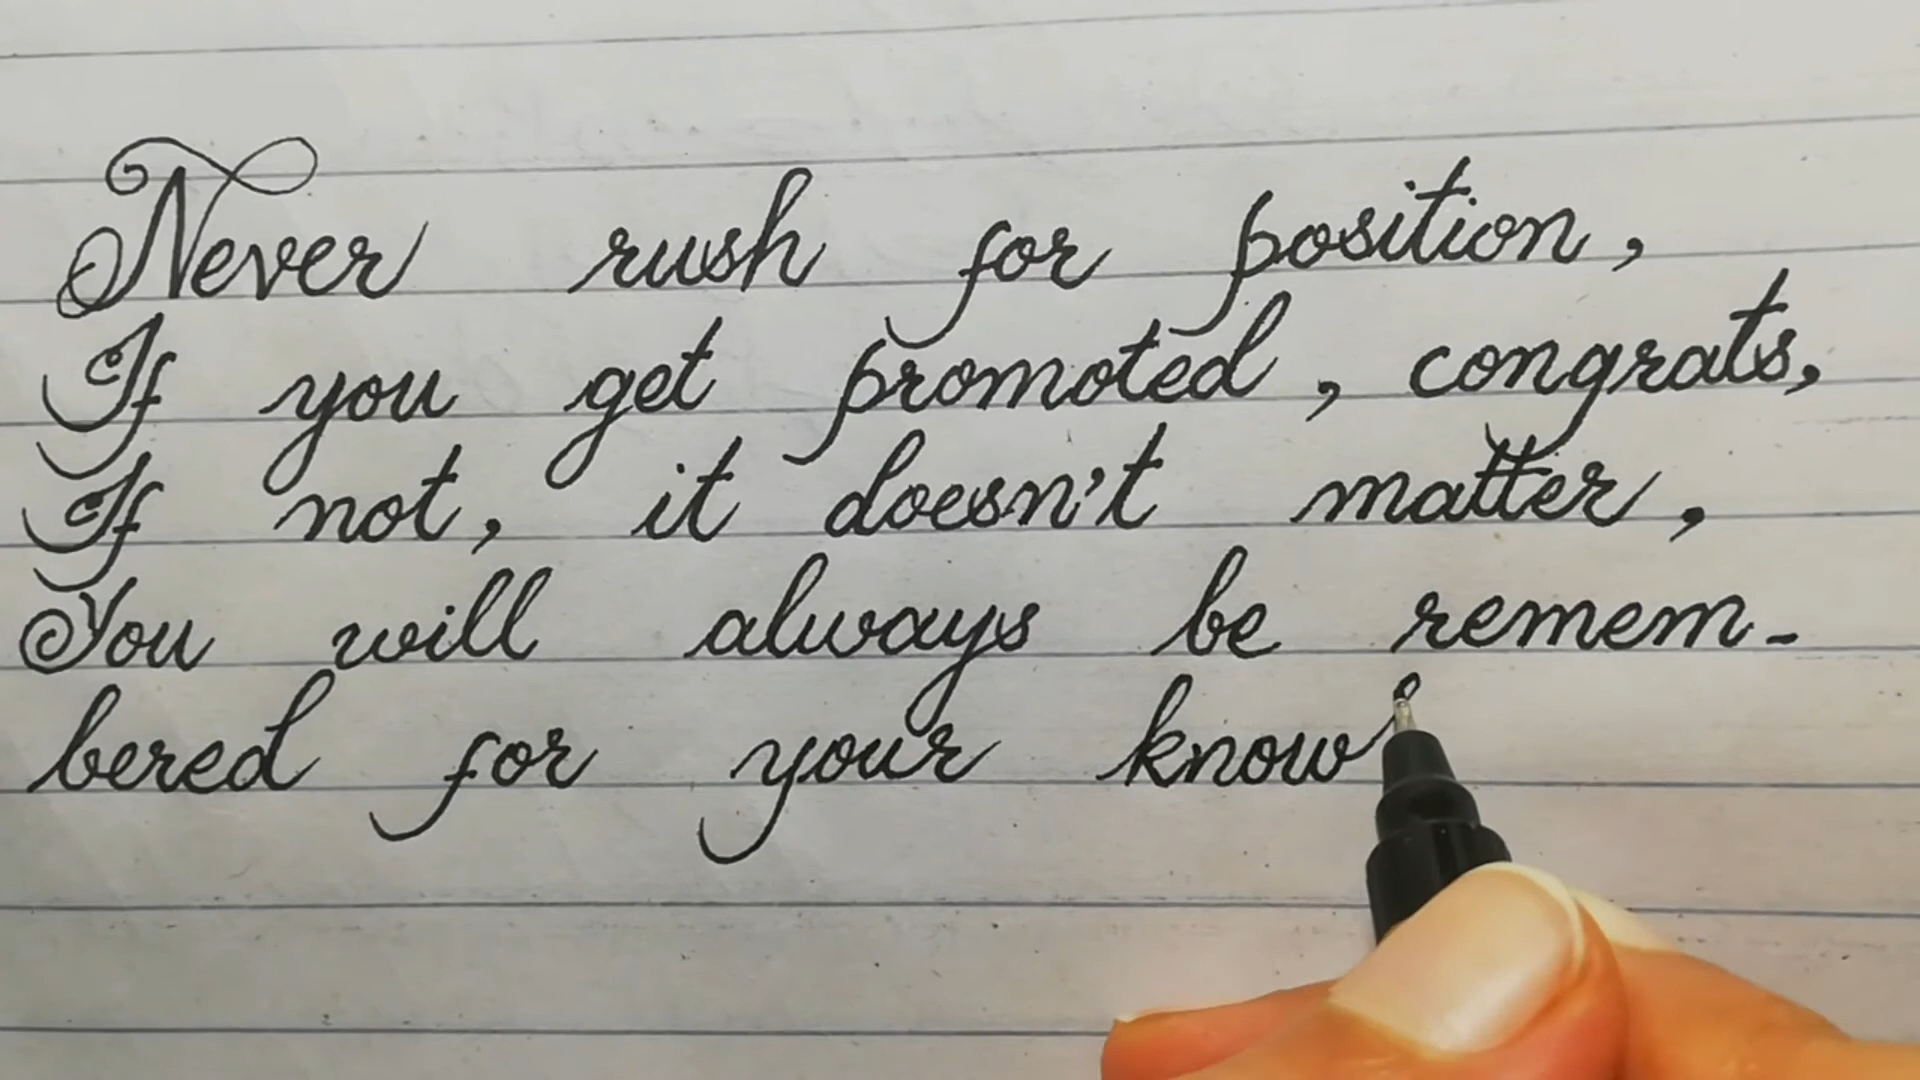 Never rush for position,
If you get promoted, congrats,
If not, it doesn't matter,
You will always be remem-
bered for your know